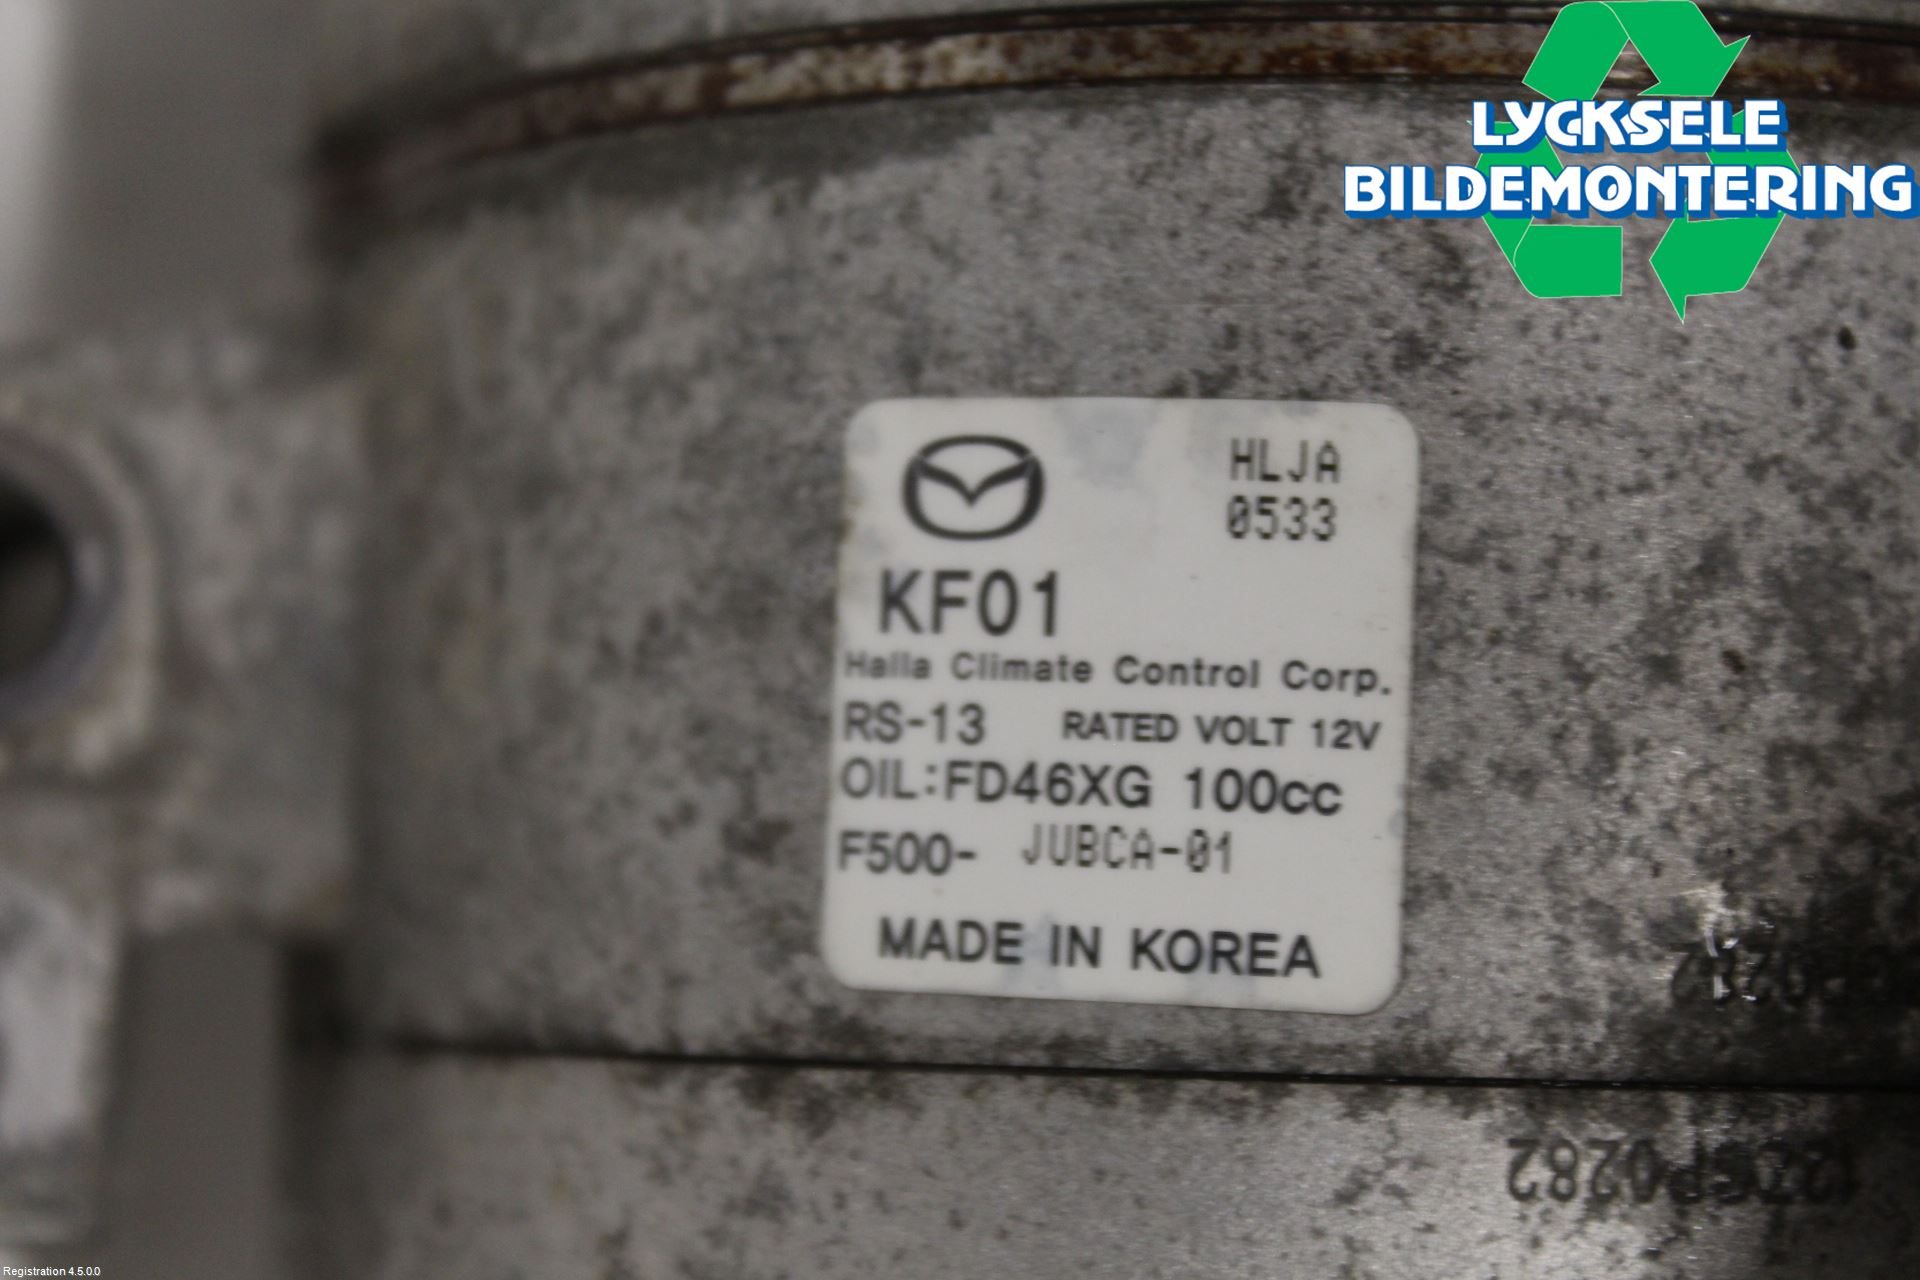 LYCKSELE
BILDEMONTERING
HLJA
0533
KF01
Halla Climate Control Corp.
RS-13 RATED VOLT 12V
OIL:FD46XG 100cc
F500- JUBCA-01
MADE IN KOREA
Registration 4.5.0.0